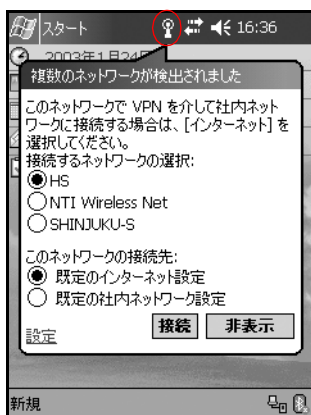 スタート 16:36
2003年1月24日
複数のネットワークが検出されました
このネットワークで VPN を介して社内ネット
ワークに接続する場合は、[インターネット] を
選択してください。
接続するネットワークの選択:
HS
NTI Wireless Net
SHINJUKU-S
このネットワークの接続先:
既定のインターネット設定
既定の社内ネットワーク設定
設定 接続 非表示
新規